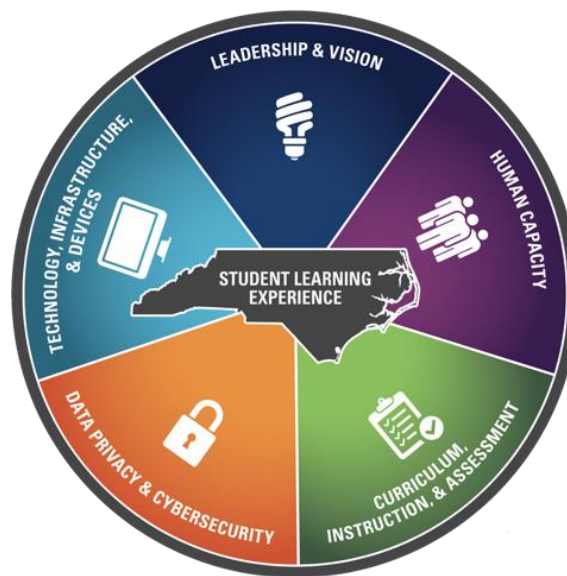 LEADERSHIP & VISION
HUMAN CAPACITY
CURRICULUM,
INSTRUCTION, & ASSESSMENT
DATA PRIVACY & CYBERSECURITY
TECHNOLOGY, INFRASTRUCTURE,
& DEVICES
STUDENT LEARNING
EXPERIENCE